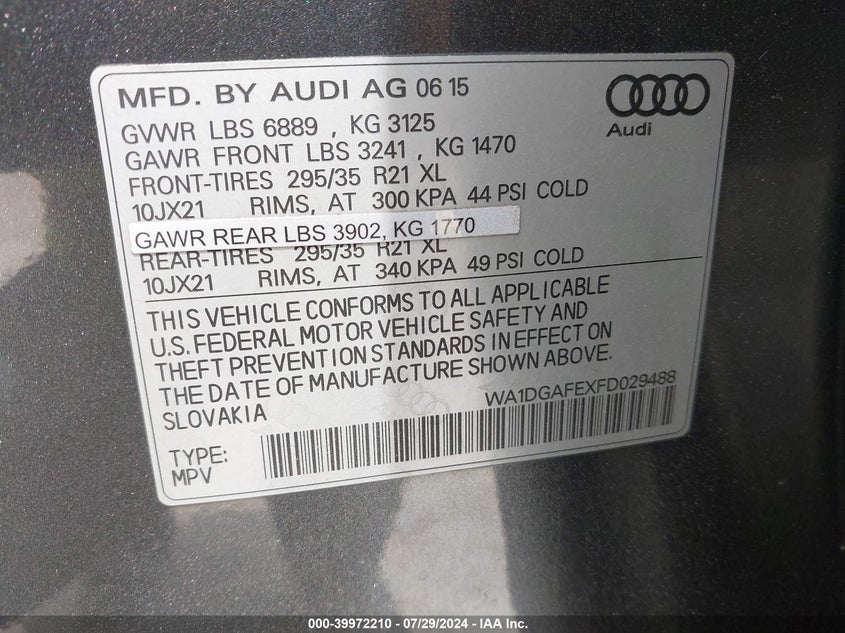 MFD. BY AUDI AG 06 15
Audi
GVWR LBS 6889 , KG 3125
GAWR FRONT LBS 3241 , KG 1470
FRONT-TIRES 295/35 R21 XL
10JX21 RIMS, AT 300 KPA 44 PSI COLD
GAWR REAR LBS 3902, KG 1770
REAR-TIRES 295/35 R21 XL
10JX21 RIMS, AT 340 KPA 49 PSI COLD
THIS VEHICLE CONFORMS TO ALL APPLICABLE
U.S. FEDERAL MOTOR VEHICLE SAFETY AND
THEFT PREVENTION STANDARDS IN EFFECT ON
THE DATE OF MANUFACTURE SHOWN ABOVE.
SLOVAKIA
WA1DGAFEXFD029488
TYPE:
MPV
000-39972210 - 07/29/2024 - IAA Inc.